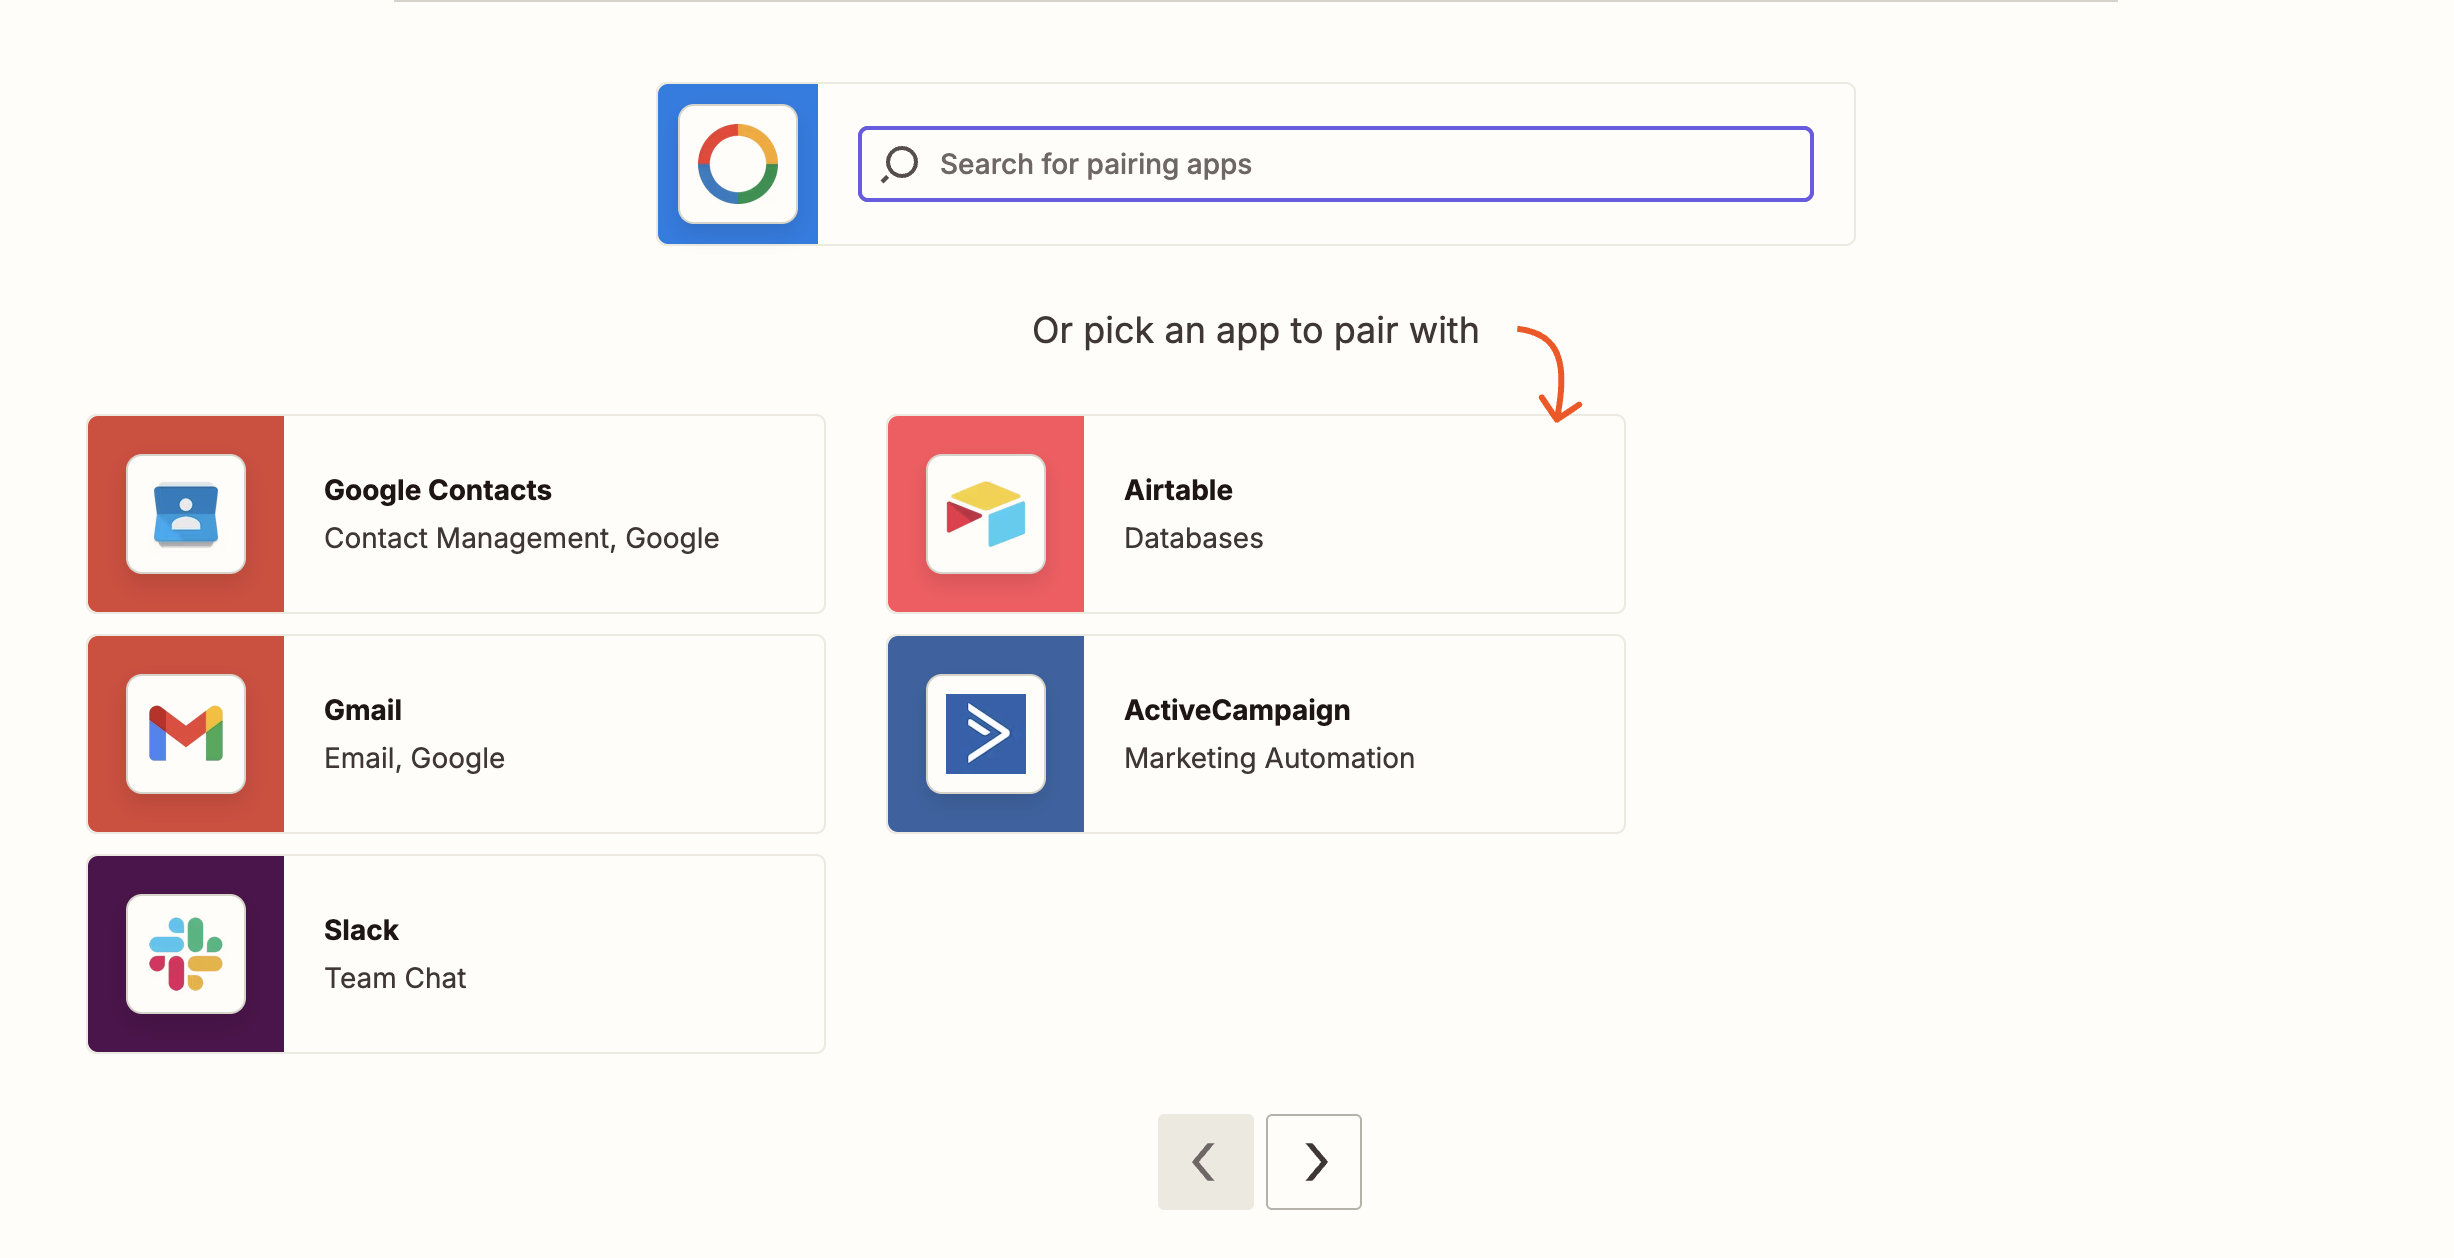 Search for pairing apps
Or pick an app to pair with
Google Contacts
Contact Management, Google
Airtable
Databases
Gmail
Email, Google
ActiveCampaign
Marketing Automation
Slack
Team Chat